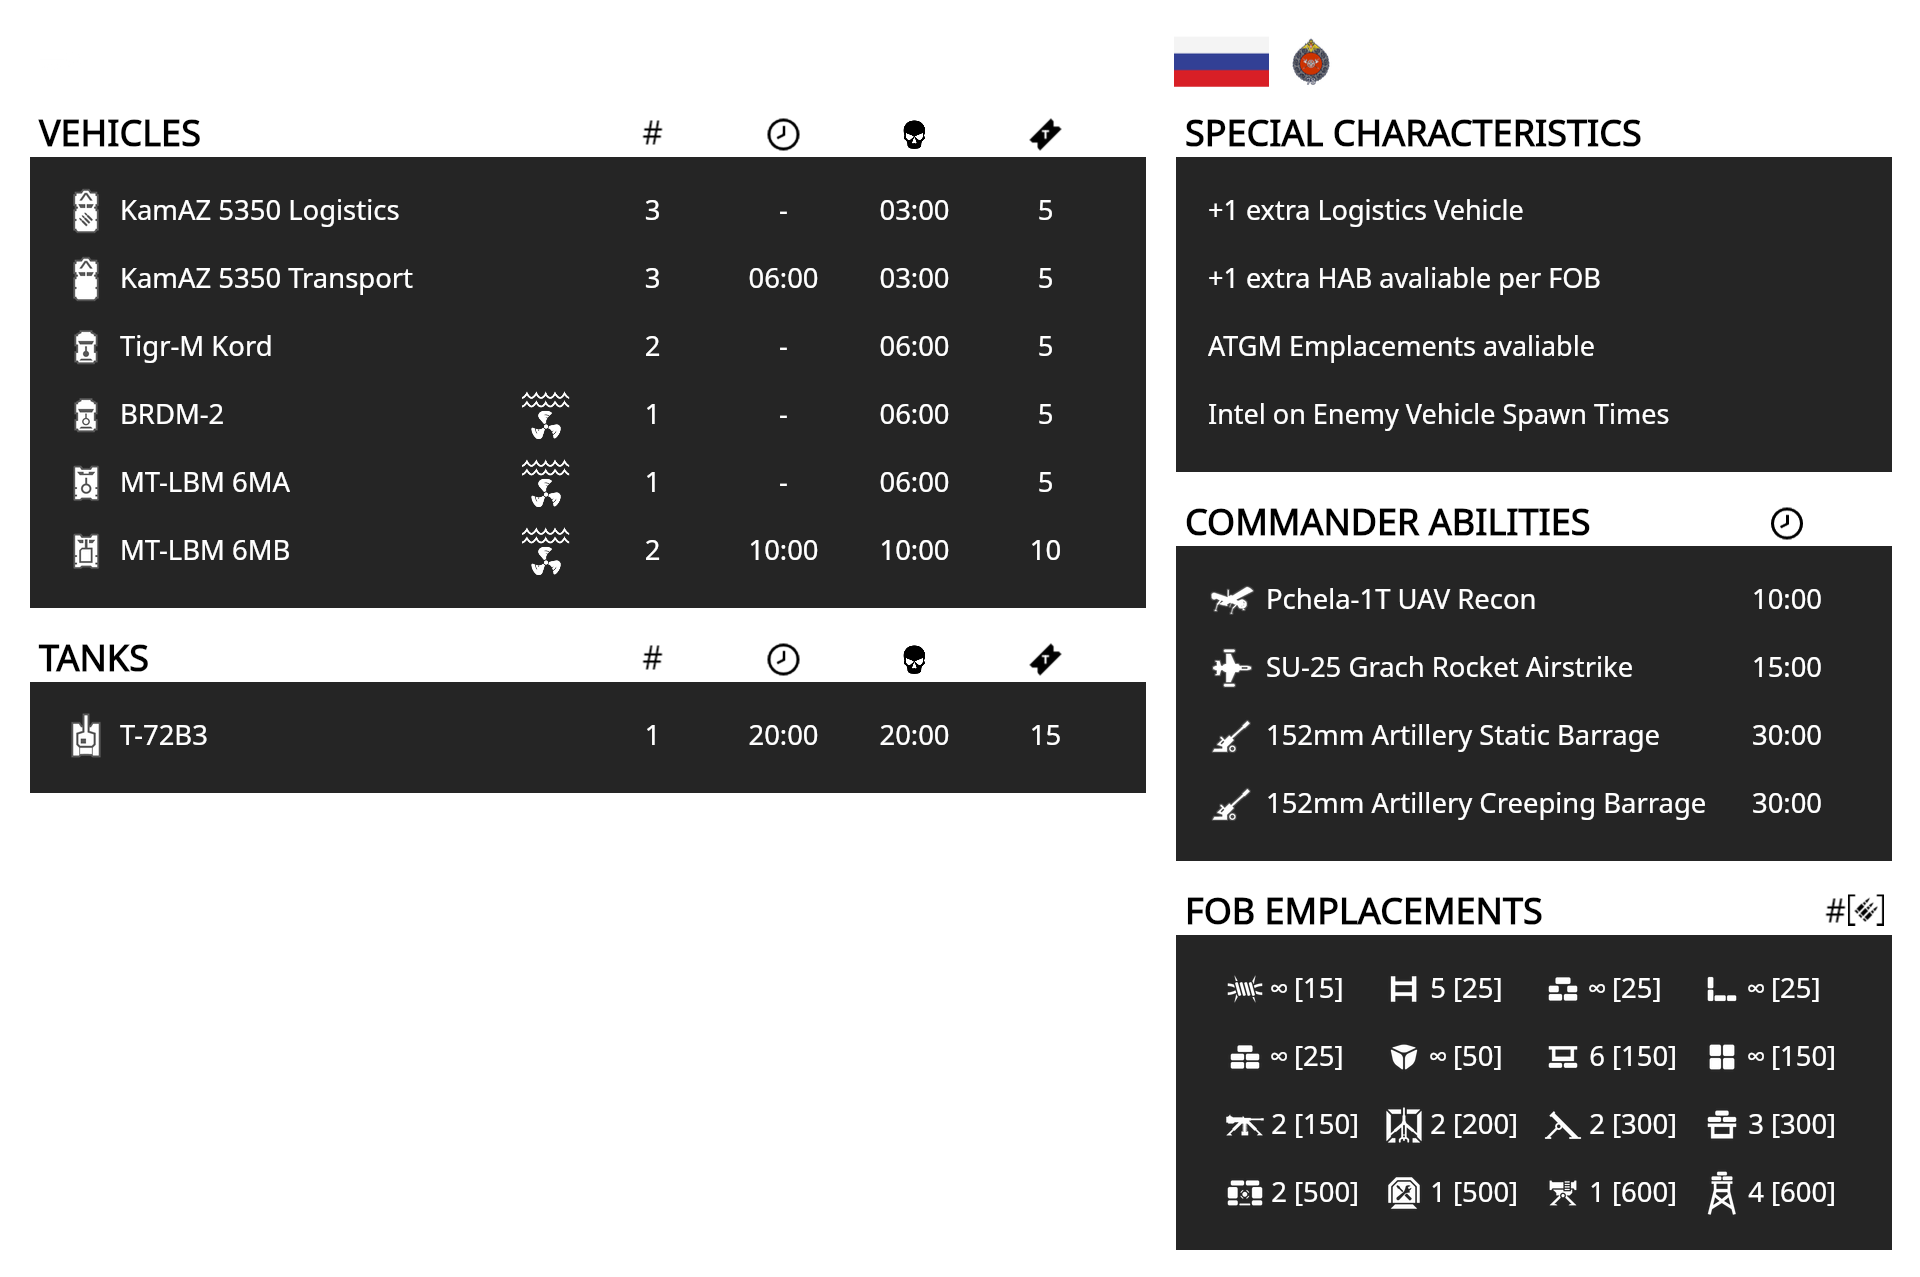 VEHICLES #
KamAZ 5350 Logistics 3 - 03:00 5
KamAZ 5350 Transport 3 06:00 03:00 5
Tigr-M Kord 2 - 06:00 5
BRDM-2 1 - 06:00 5
MT-LBM 6MA 1 - 06:00 5
MT-LBM 6MB 2 10:00 10:00 10
TANKS #
T-72B3 1 20:00 20:00 15
SPECIAL CHARACTERISTICS
+1 extra Logistics Vehicle
+1 extra HAB avaliable per FOB
ATGM Emplacements avaliable
Intel on Enemy Vehicle Spawn Times
COMMANDER ABILITIES
Pchela-1T UAV Recon 10:00
SU-25 Grach Rocket Airstrike 15:00
152mm Artillery Static Barrage 30:00
152mm Artillery Creeping Barrage 30:00
FOB EMPLACEMENTS #[]
∞ [15] 5 [25] ∞ [25] ∞ [25]
∞ [25] ∞ [50] 6 [150] ∞ [150]
2 [150] 2 [200] 2 [300] 3 [300]
2 [500] 1 [500] 1 [600] 4 [600]